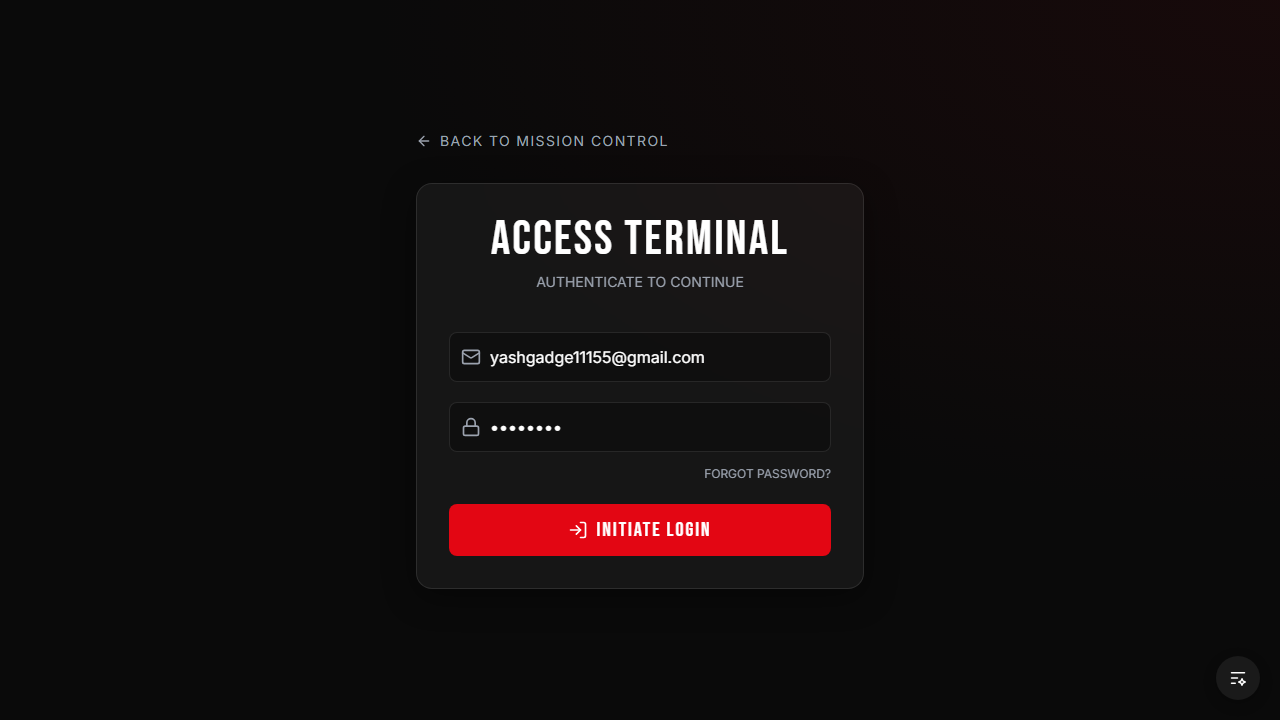 BACK TO MISSION CONTROL
ACCESS TERMINAL
AUTHENTICATE TO CONTINUE
yashgadge11155@gmail.com
••••••••
FORGOT PASSWORD?
INITIATE LOGIN